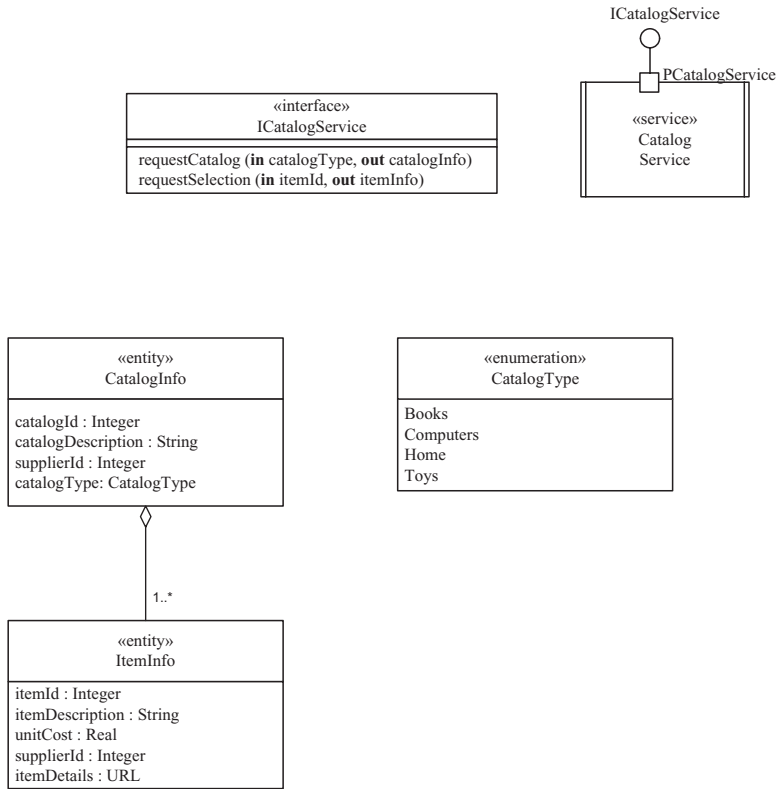 ICatalogService
PCatalogService
«service»
Catalog
Service
«interface»
ICatalogService
requestCatalog (in catalogType, out catalogInfo)
requestSelection (in itemId, out itemInfo)
«entity»
CatalogInfo
catalogId : Integer
catalogDescription : String
supplierId : Integer
catalogType: CatalogType
«enumeration»
CatalogType
Books
Computers
Home
Toys
1..*
«entity»
ItemInfo
itemId : Integer
itemDescription : String
unitCost : Real
supplierId : Integer
itemDetails : URL